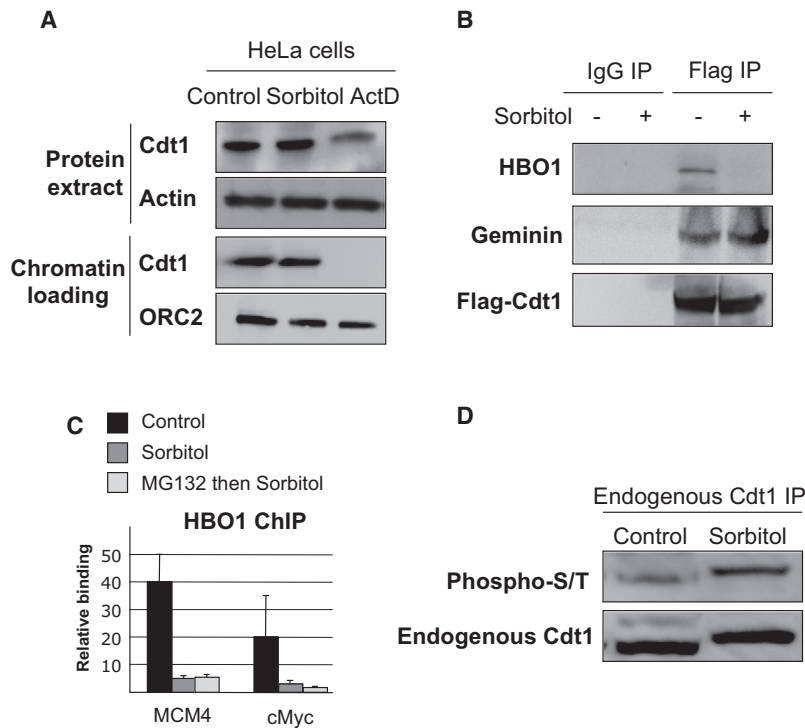 A
HeLa cells
Control Sorbitol ActD
Protein
extract
Cdt1
Actin
Chromatin
loading
Cdt1
ORC2
B
IgG IP
Flag IP
Sorbitol - + - +
HBO1
Geminin
Flag-Cdt1
C
Control
Sorbitol
MG132 then Sorbitol
HBO1 ChIP
Relative binding
50
40
30
20
10
MCM4
cMyc
D
Endogenous Cdt1 IP
Control Sorbitol
Phospho-S/T
Endogenous Cdt1